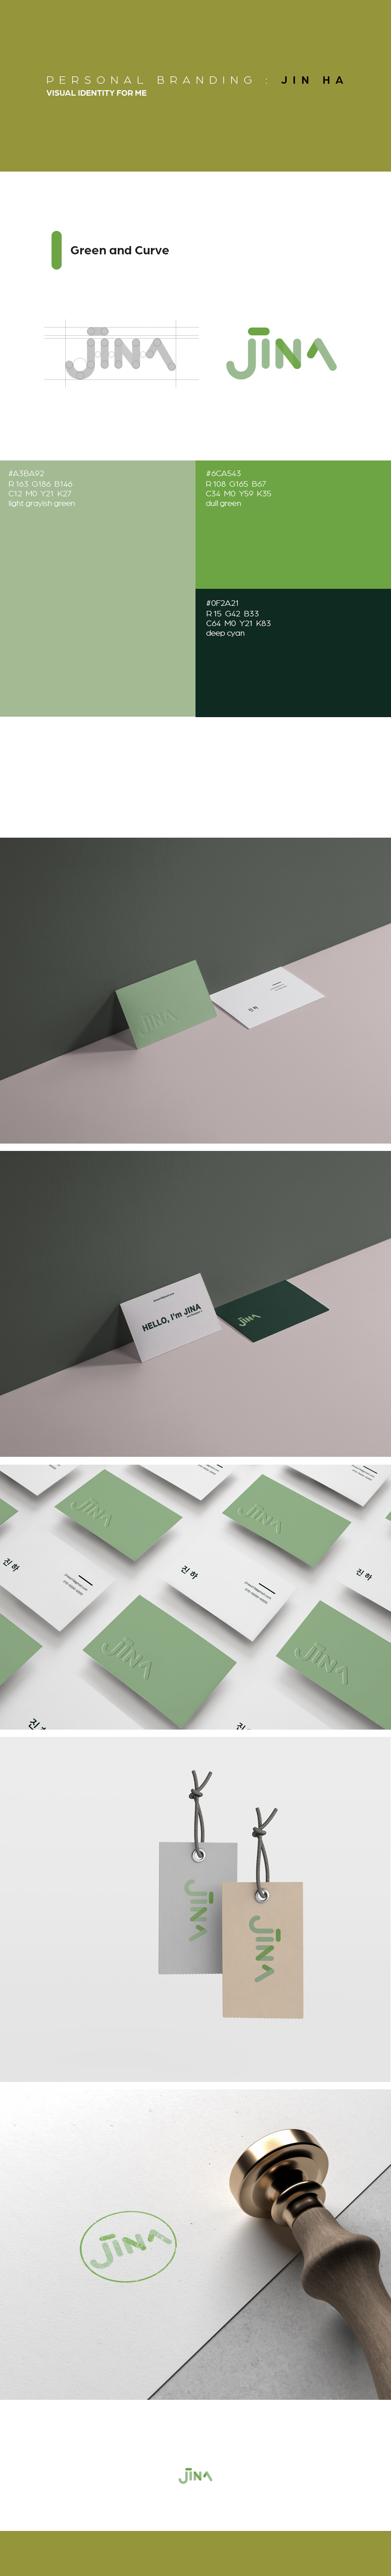 PERSONAL BRANDING : JIN HA
VISUAL IDENTITY FOR ME
Green and Curve
JINA
JINA
#A3BA92
R 163 G186 B146
C12 M0 Y21 K27
light grayish green
#6CA543
R 108 G165 B67
C34 M0 Y59 K35
dull green
#0F2A21
R 15 G42 B33
C64 M0 Y21 K83
deep cyan
JINA
진하
HELLO, I'm JINA
JINA
JINA
JINA
진하
진하
진하
JINA
JINA
JINA
JINA
JINA
JINA